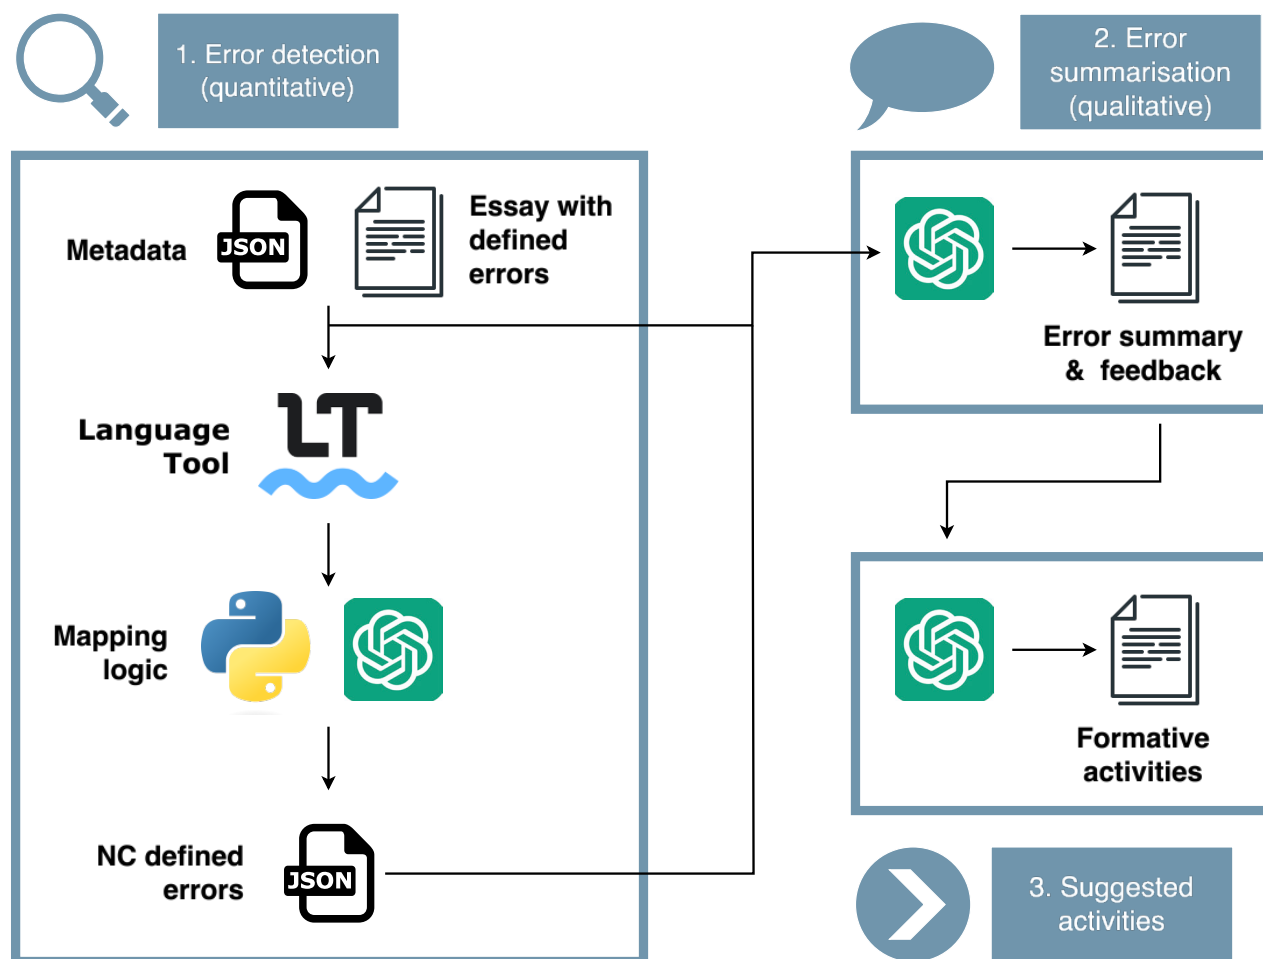 1. Error detection
(quantitative)
2. Error
summarisation
(qualitative)
Metadata
JSON
Essay with
defined
errors
Language
Tool
LT
Mapping
logic
NC defined
errors
JSON
Error summary
& feedback
Formative
activities
3. Suggested
activities